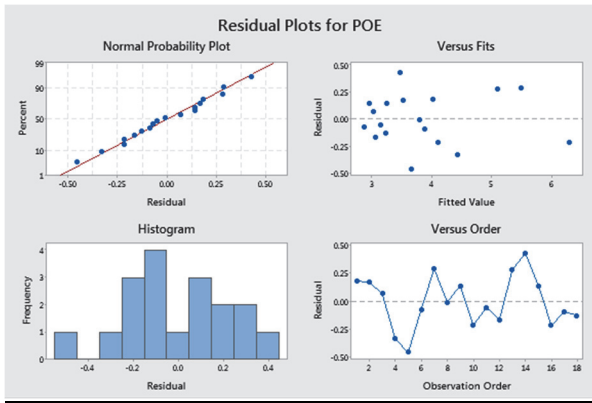 Residual Plots for POE
Normal Probability Plot
99
90
50
10
1
Percent
-0.50 -0.25 0.00 0.25 0.50
Residual
Versus Fits
0.50
0.25
0.00
-0.25
-0.50
Residual
3 4 5 6
Fitted Value
Histogram
4
3
2
1
0
Frequency
-0.4 -0.2 0.0 0.2 0.4
Residual
Versus Order
0.50
0.25
0.00
-0.25
-0.50
Residual
2 4 6 8 10 12 14 16 18
Observation Order